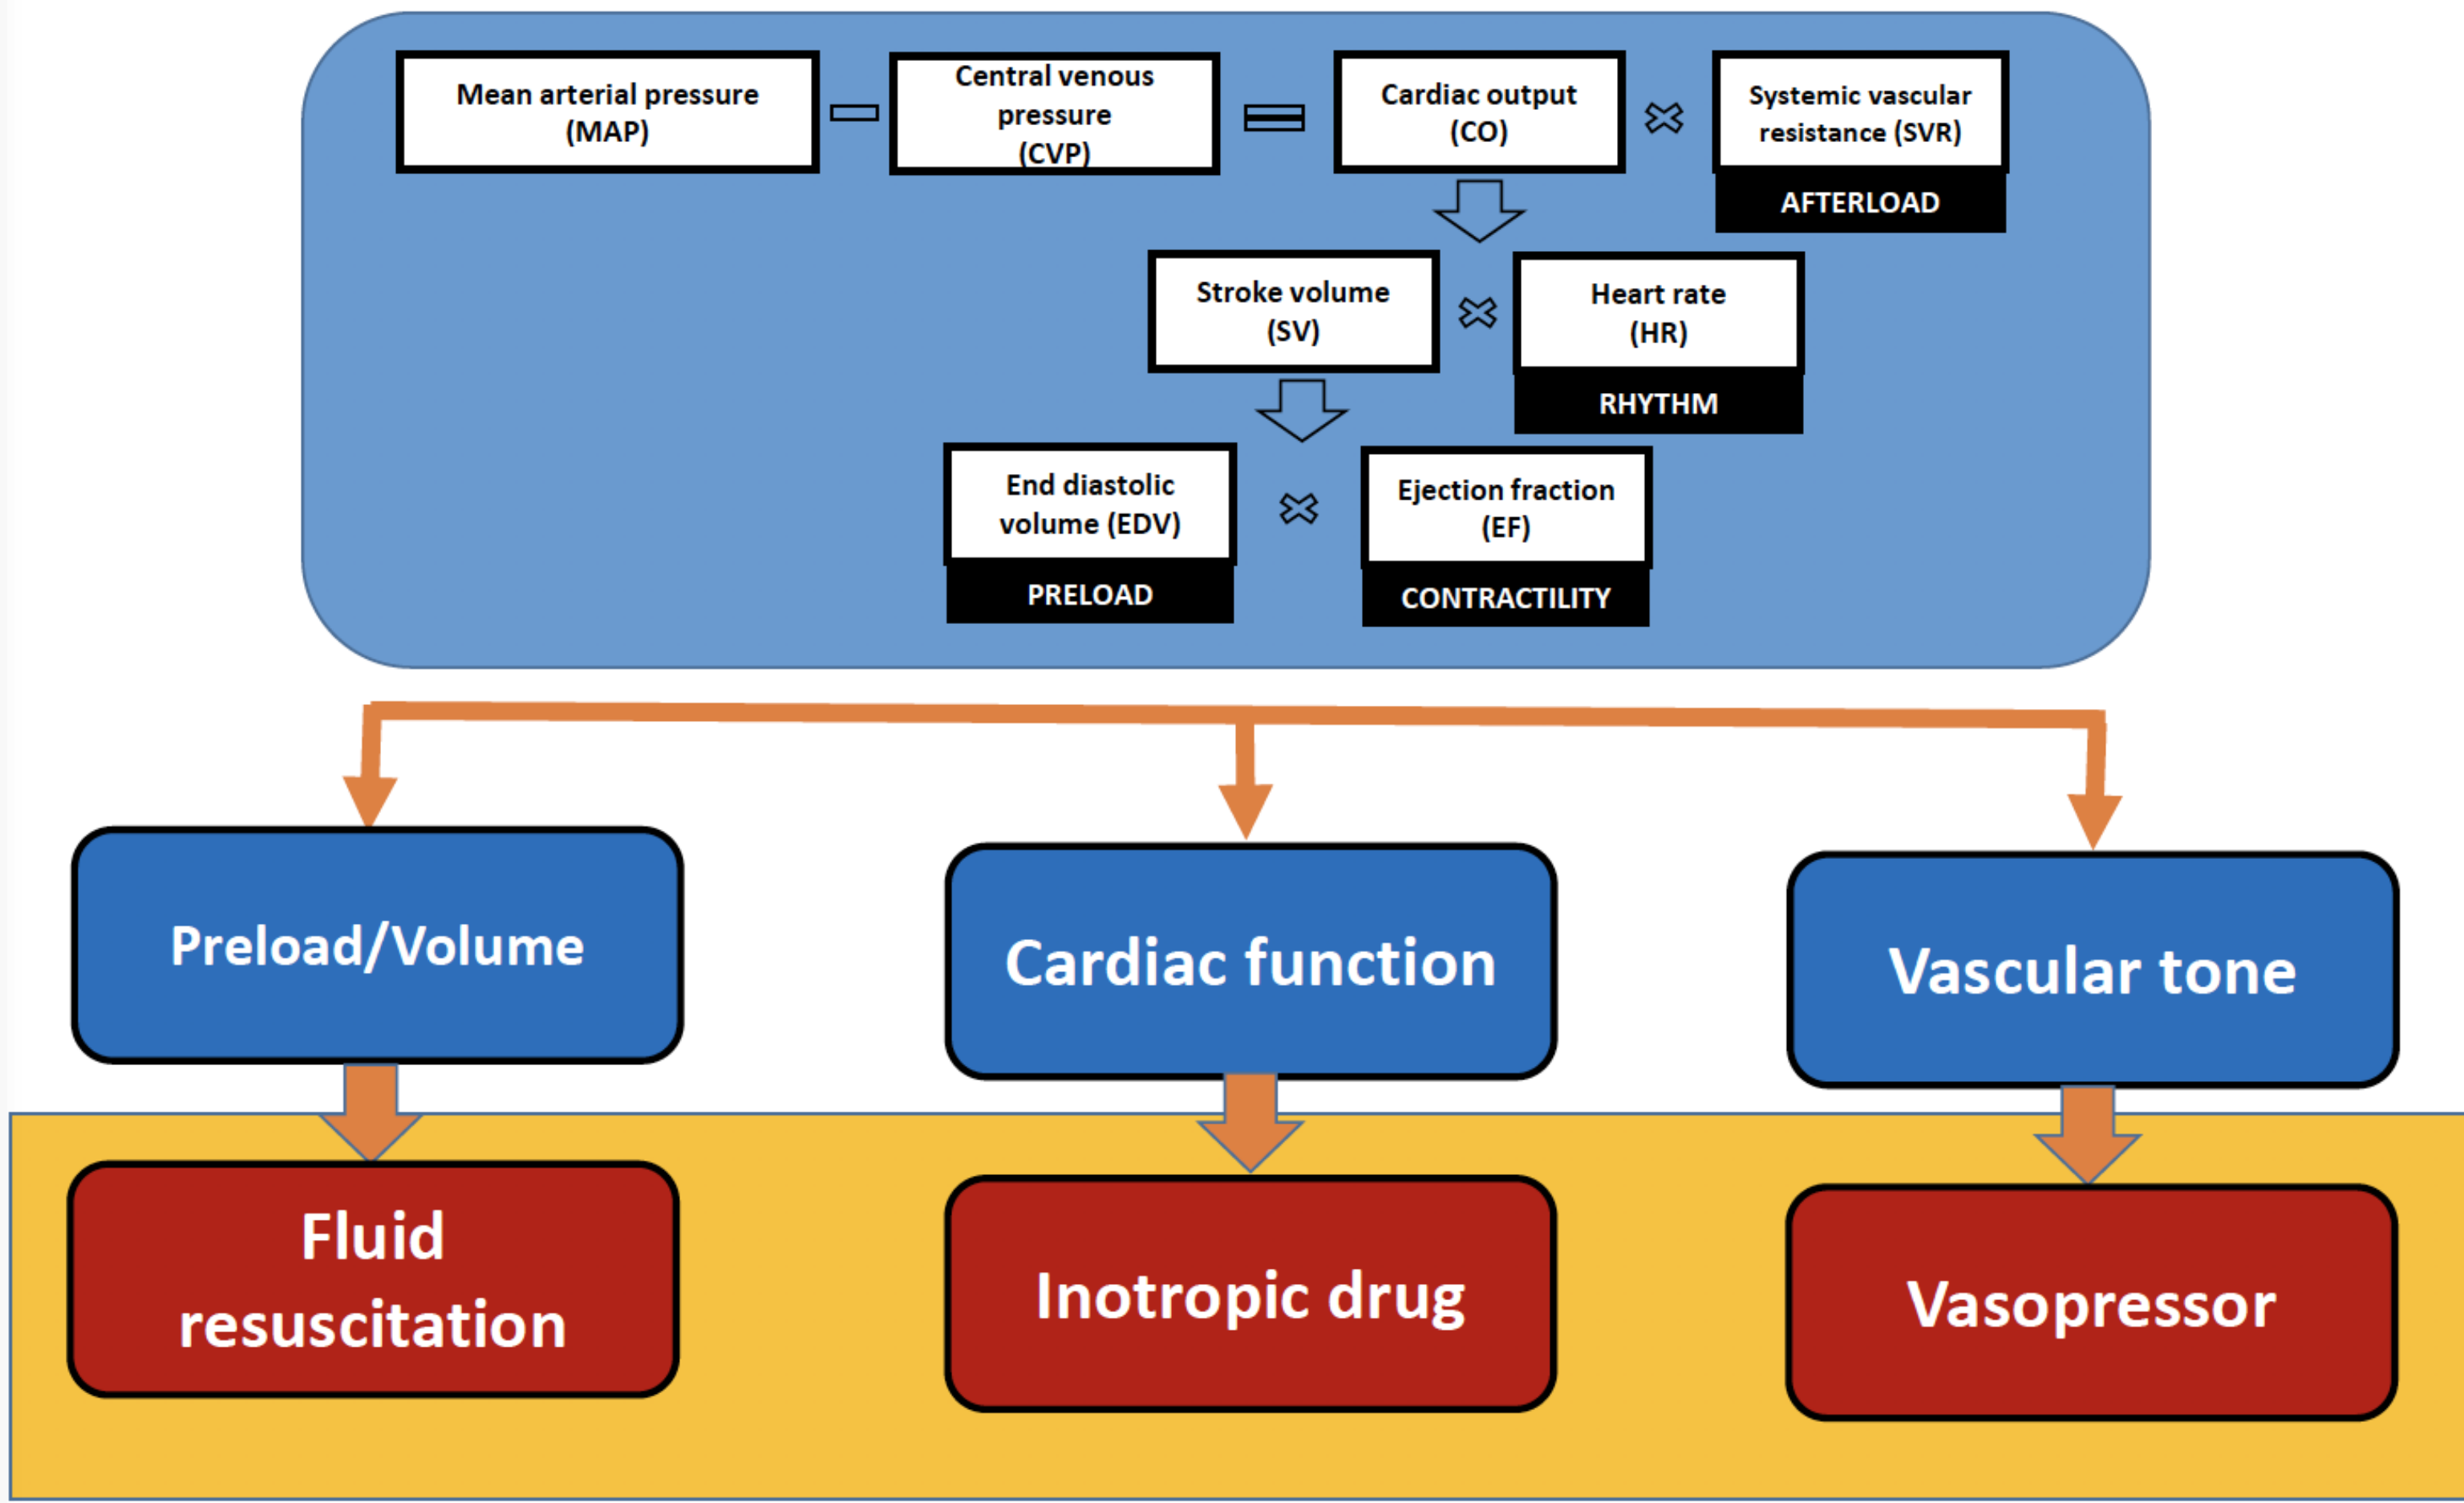 Mean arterial pressure
(MAP)
Central venous
pressure
(CVP)
Cardiac output
(CO)
Systemic vascular
resistance (SVR)
AFTERLOAD
Stroke volume
(SV)
Heart rate
(HR)
RHYTHM
End diastolic
volume (EDV)
PRELOAD
Ejection fraction
(EF)
CONTRACTILITY
Preload/Volume
Cardiac function
Vascular tone
Fluid
resuscitation
Inotropic drug
Vasopressor